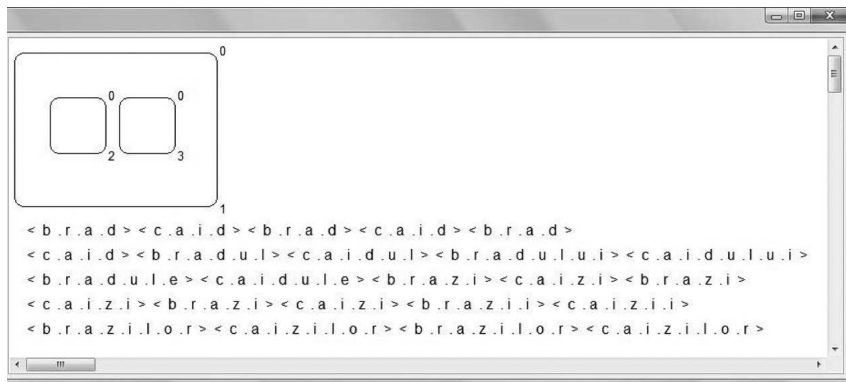 0
0 0
2 3
1
< b . r . a . d > < c . a . i . d > < b . r . a . d > < c . a . i . d > < b . r . a . d >
< c . a . i . d > < b . r . a . d . u . l > < c . a . i . d . u . l > < b . r . a . d . u . l . u . i > < c . a . i . d . u . l . u . i >
< b . r . a . d . u . l . e > < c . a . i . d . u . l . e > < b . r . a . z . i > < c . a . i . z . i > < b . r . a . z . i >
< c . a . i . z . i > < b . r . a . z . i > < c . a . i . z . i > < b . r . a . z . i . i > < c . a . i . z . i . i >
< b . r . a . z . i . l . o . r > < c . a . i . z . i . l . o . r > < b . r . a . z . i . l . o . r > < c . a . i . z . i . l . o . r >